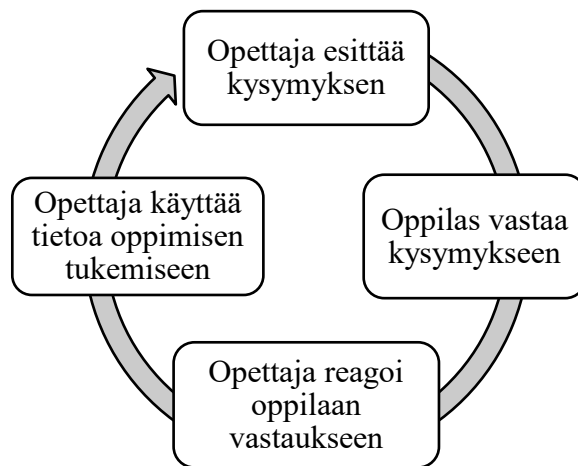 Opettaja esittää
kysymyksen
Oppilas vastaa
kysymykseen
Opettaja reagoi
oppilaan
vastaukseen
Opettaja käyttää
tietoa oppimisen
tukemiseen